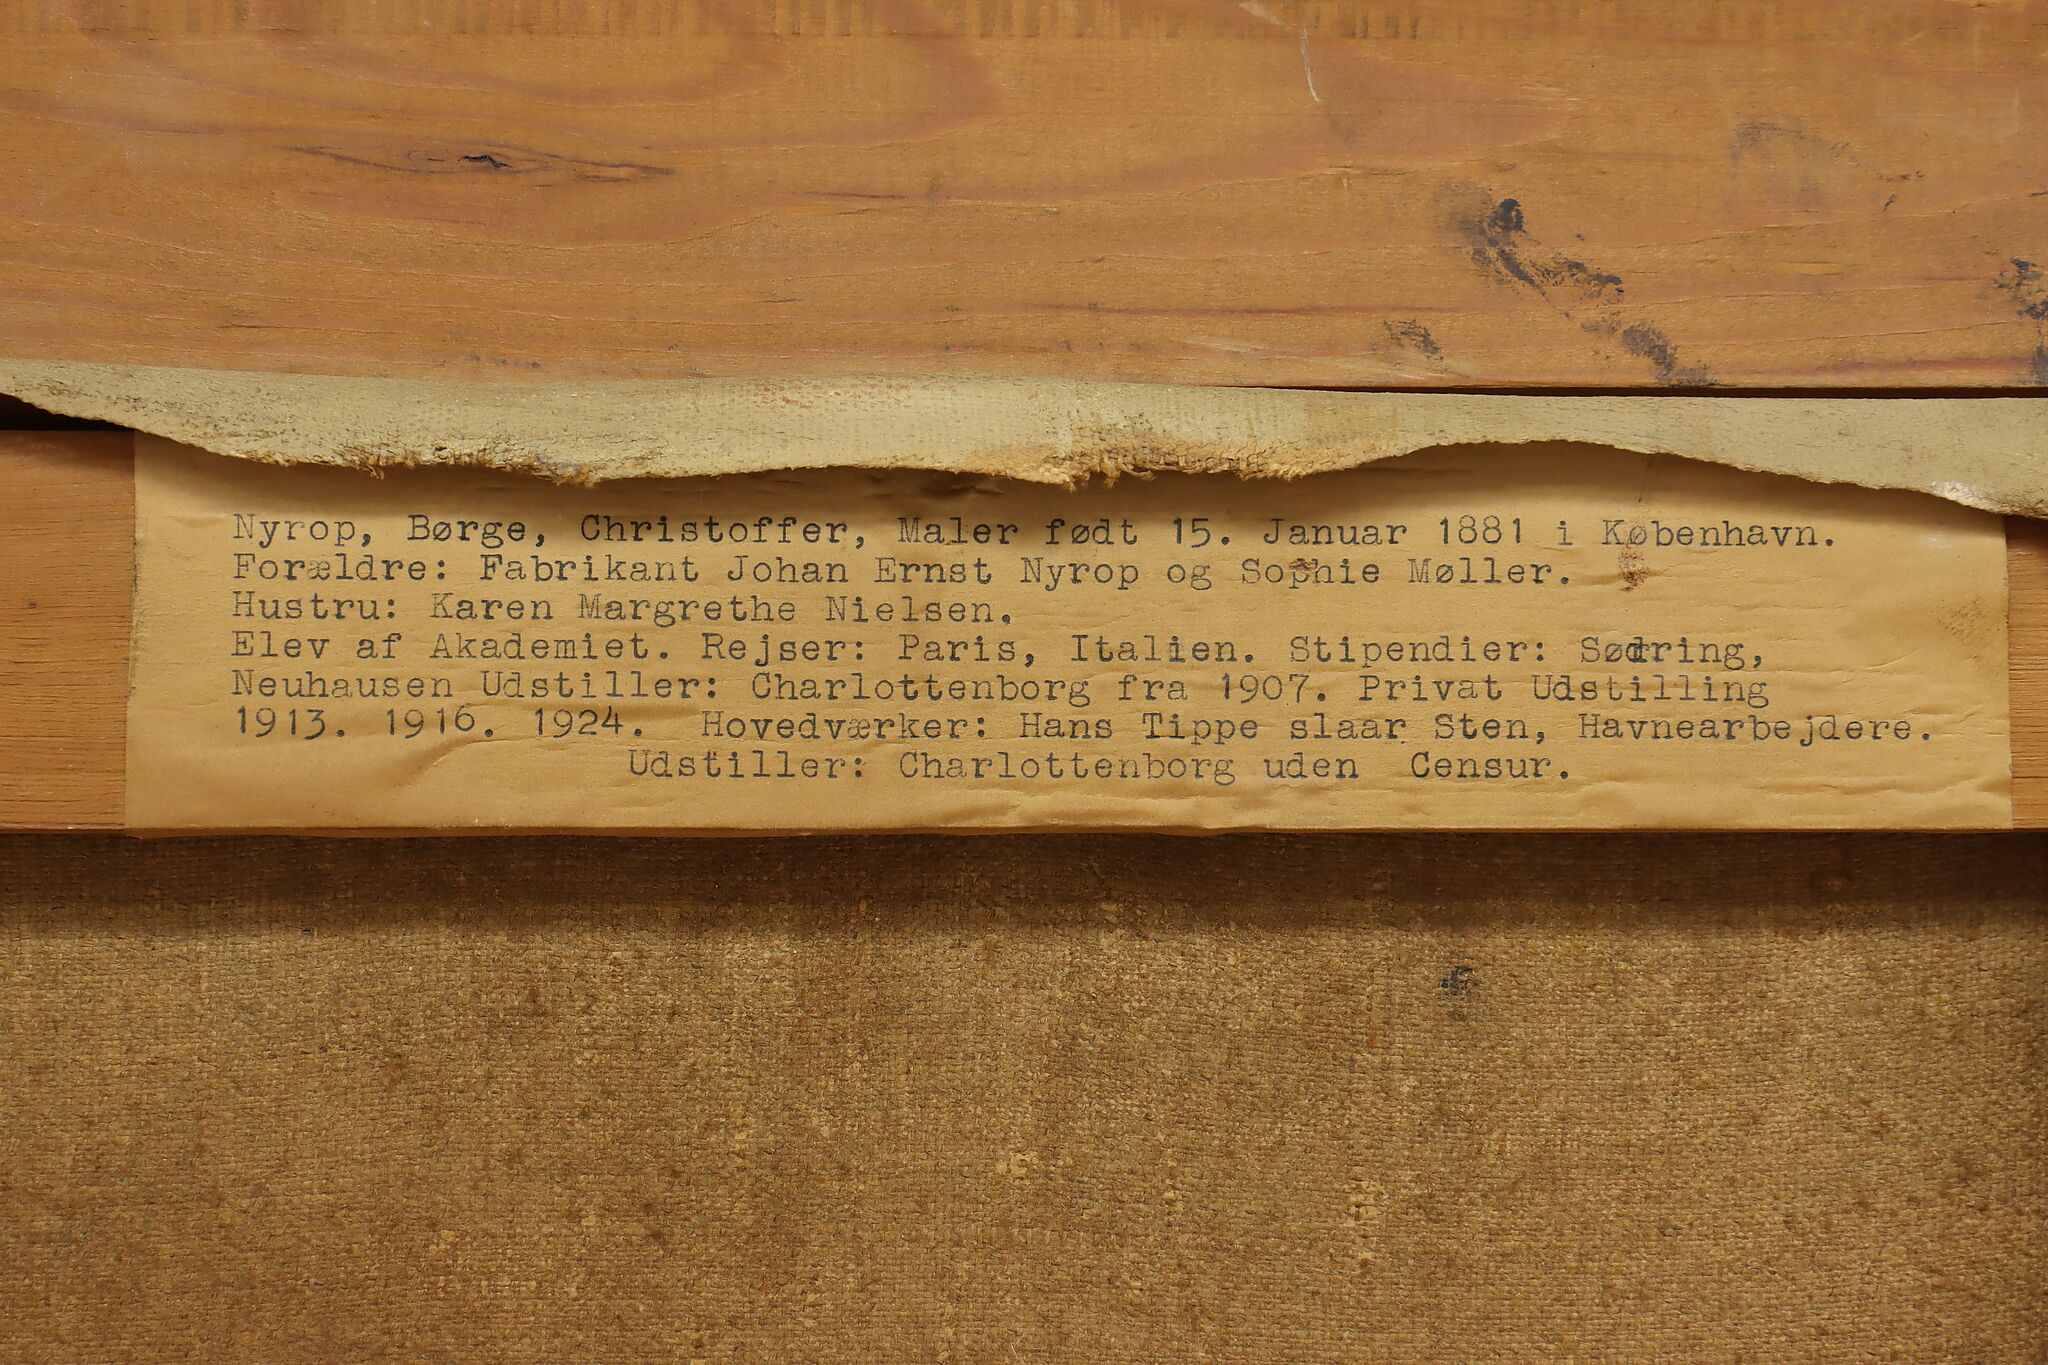 Nyrop, Børge, Christoffer, Maler født 15. Januar 1881 i København.
Forældre: Fabrikant Johan Ernst Nyrop og Sophie Møller.
Hustru: Karen Margrethe Nielsen.
Elev af Akademiet. Rejser: Paris, Italien. Stipendier: Sødring,
Neuhausen Udstiller: Charlottenborg fra 1907. Privat Udstilling
1913. 1916. 1924. Hovedværker: Hans Tippe slaar Sten, Havnearbejdere.
Udstiller: Charlottenborg uden Censur.